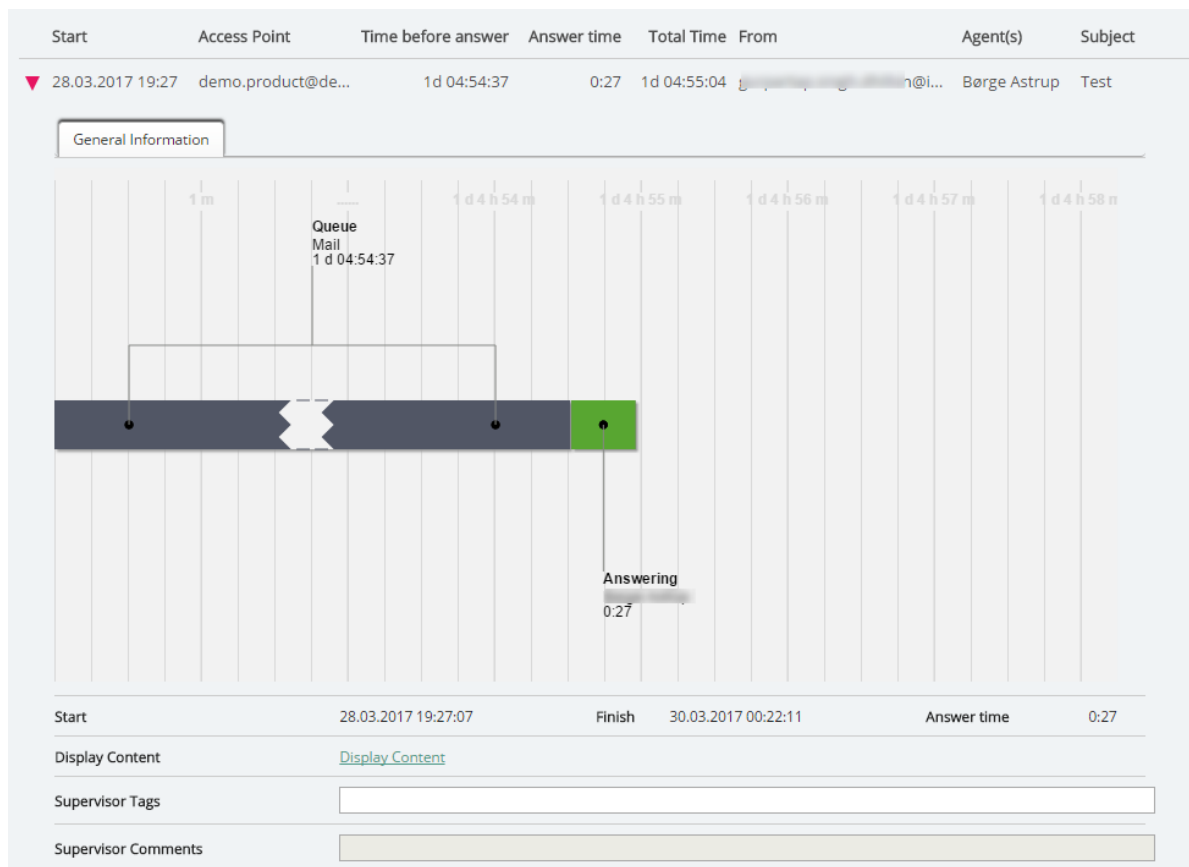 Start Access Point Time before answer Answer time Total Time From Agent(s) Subject
28.03.2017 19:27 demo.product@de... 1d 04:54:37 0:27 1d 04:55:04 Børge Astrup Test
General Information
1 m ...... 1 d 4 h 54 m 1 d 4 h 55 m 1 d 4 h 56 m 1 d 4 h 57 m 1 d 4 h 58 m
Queue
Mail
1 d 04:54:37
Answering
0:27
Start 28.03.2017 19:27:07 Finish 30.03.2017 00:22:11 Answer time 0:27
Display Content Display Content
Supervisor Tags
Supervisor Comments